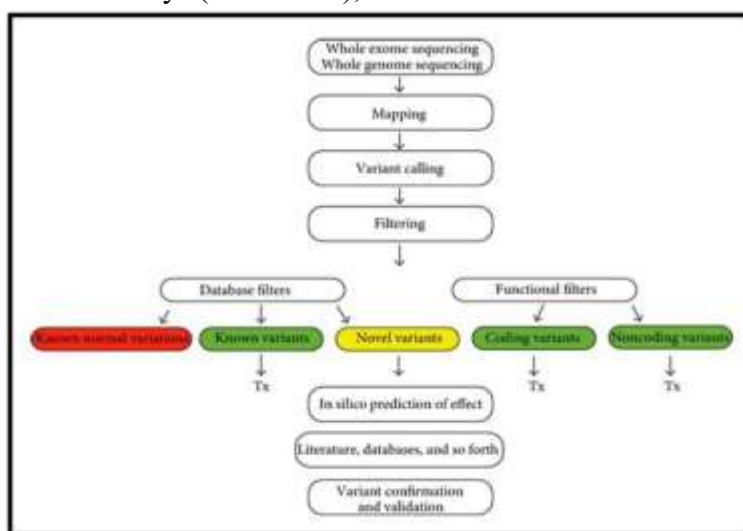 Whole exome sequencing
Whole genome sequencing
Mapping
Variant calling
Filtering
Database filters
Functional filters
Known normal variations
Known variants
Novel variants
Coding variants
Noncoding variants
Tx
Tx
Tx
In silico prediction of effect
Literature, databases, and so forth
Variant confirmation
and validation